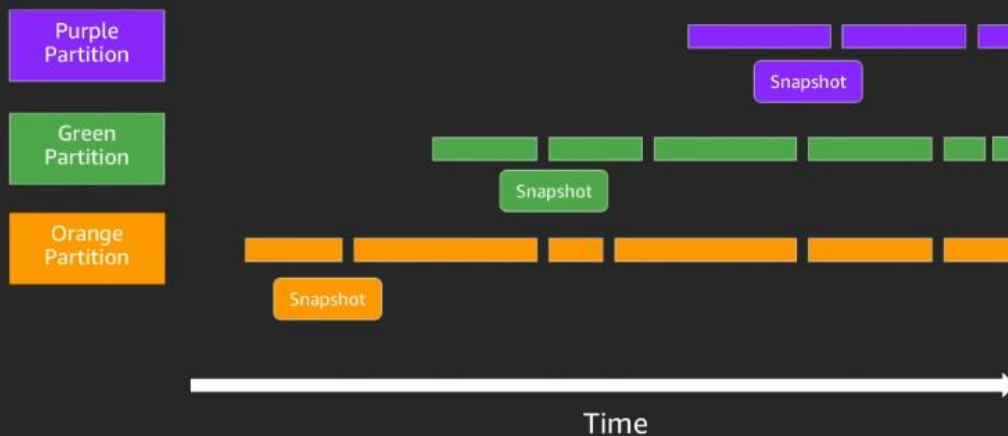 Purple
Partition
Snapshot
Green
Partition
Snapshot
Orange
Partition
Snapshot
Time